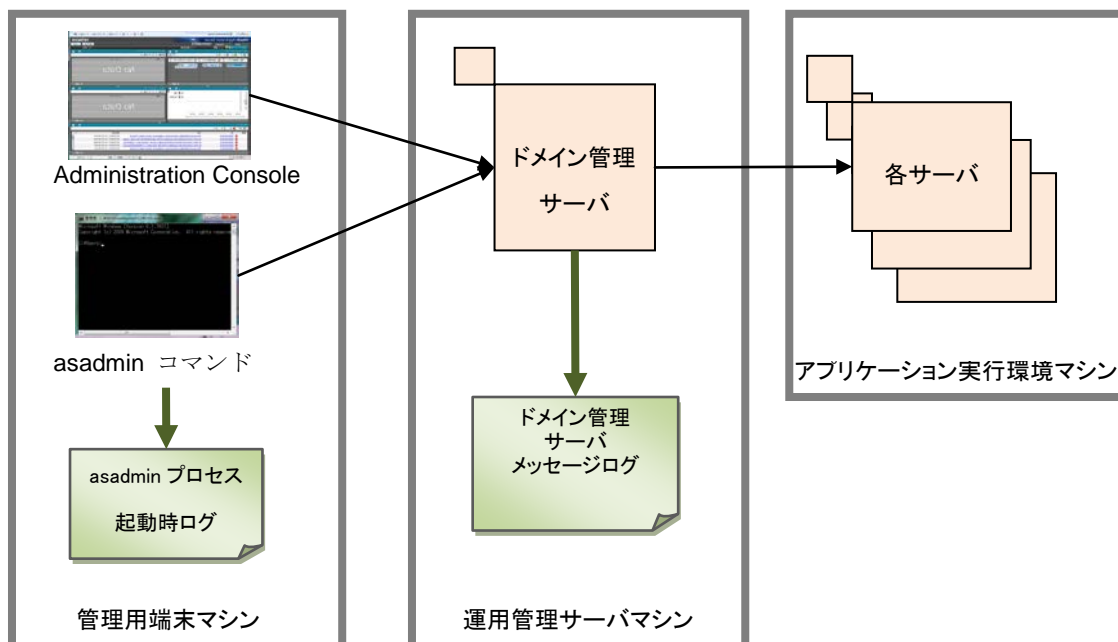 Administration Console
asadmin コマンド
asadmin プロセス
起動時ログ
管理用端末マシン
ドメイン管理
サーバ
ドメイン管理
サーバ
メッセージログ
運用管理サーバマシン
各サーバ
アプリケーション実行環境マシン